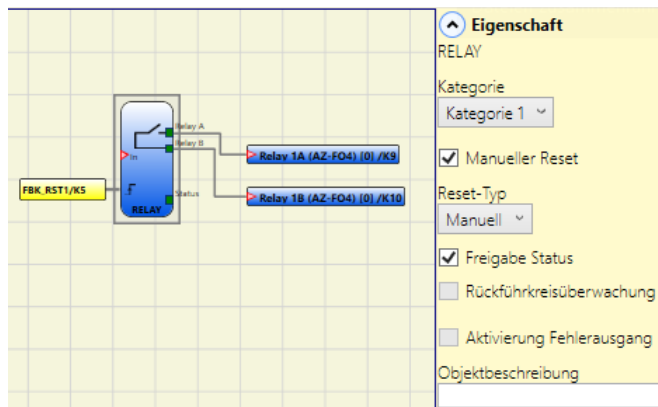 Relay A
Relay B
In
Relay 1A (AZ-FO4) [0] /K9
FBK_RST1/K5
Status
Relay 1B (AZ-FO4) [0] /K10
RELAY
Eigenschaft
RELAY
Kategorie
Kategorie 1
Manueller Reset
Reset-Typ
Manuell
Freigabe Status
Rückführkreisüberwachung
Aktivierung Fehlerausgang
Objektbeschreibung